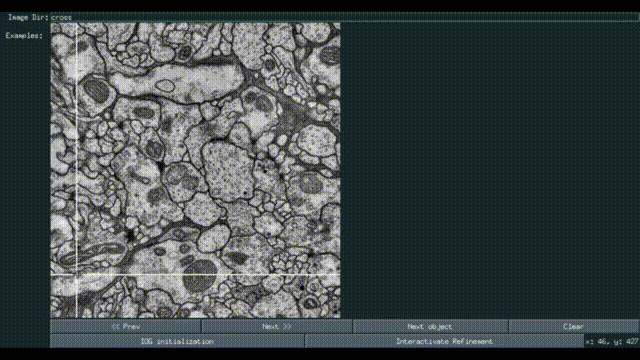 Image Dir: cross
Examples:
<< Prev
Next >>
Next object
Clear
IOG initialization
Interactivate Refinement
x: 46, y: 427